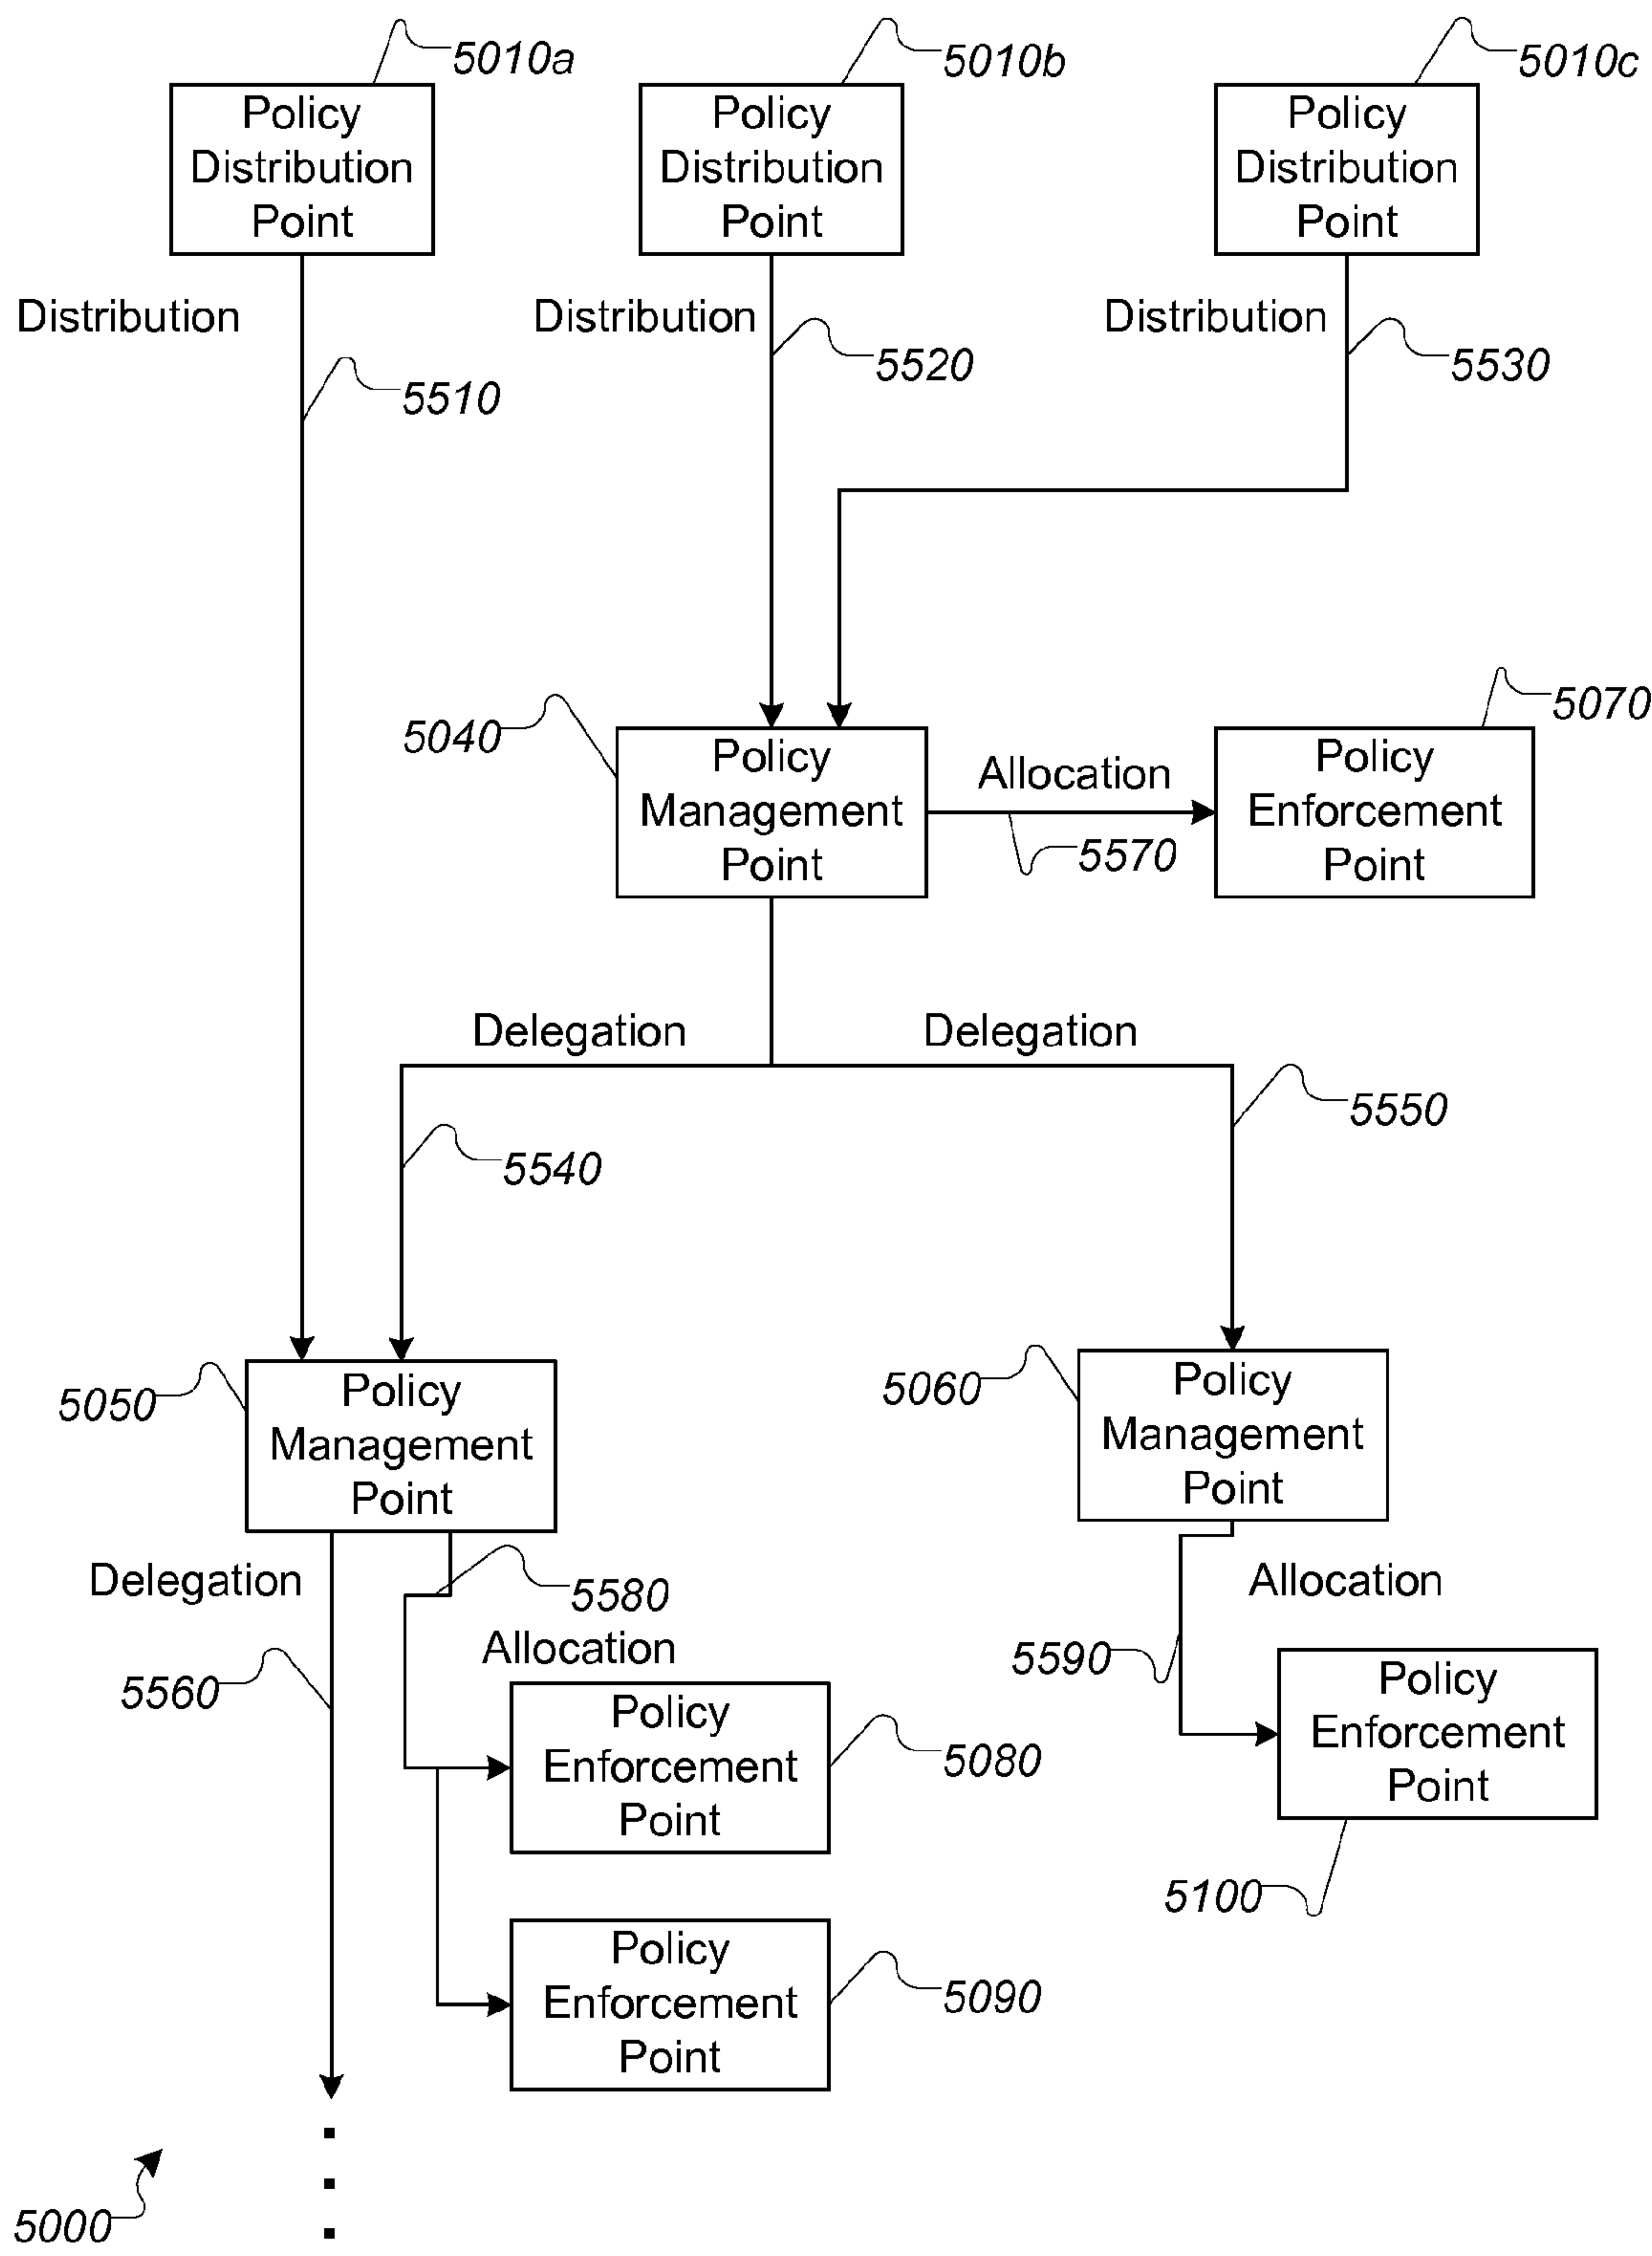 5010a
5010b
5010c
Policy
Distribution
Point
Policy
Distribution
Point
Policy
Distribution
Point
Distribution
Distribution
Distribution
5510
5520
5530
5040
Policy
Management
Point
Allocation
5570
5070
Policy
Enforcement
Point
Delegation
Delegation
5540
5550
5050
Policy
Management
Point
5060
Policy
Management
Point
Delegation
5580
Allocation
5560
Allocation
5590
Policy
Enforcement
Point
5080
Policy
Enforcement
Point
5100
Policy
Enforcement
Point
5090
5000